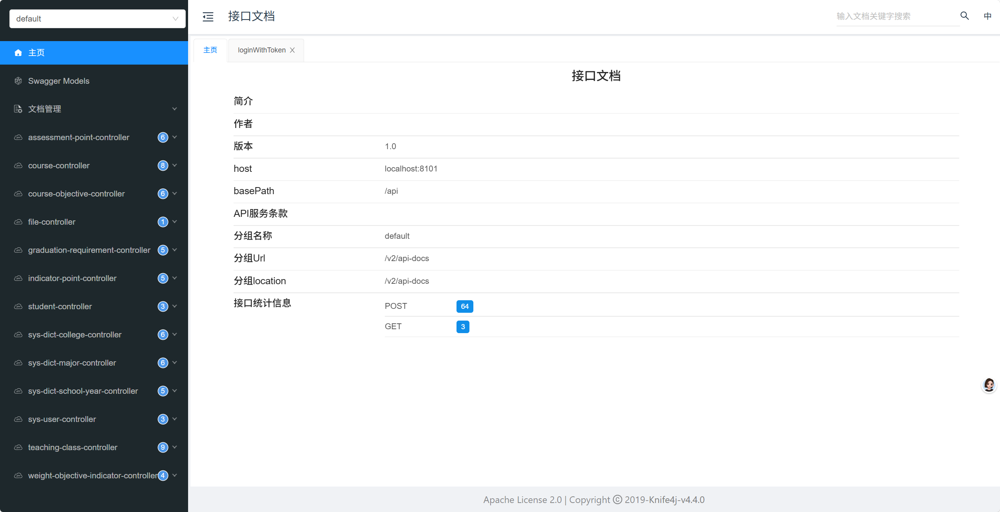 default
主页
Swagger Models
文档管理
assessment-point-controller 6
course-controller 8
course-objective-controller 6
file-controller 1
graduation-requirement-controller 5
indicator-point-controller 5
student-controller 3
sys-dict-college-controller 6
sys-dict-major-controller 6
sys-dict-school-year-controller 5
sys-user-controller 3
teaching-class-controller 9
weight-objective-indicator-controller 4
接口文档
输入文档关键字搜索
中
主页
loginWithToken
接口文档
简介
作者
版本 1.0
host localhost:8101
basePath /api
API服务条款
分组名称 default
分组Url /v2/api-docs
分组location /v2/api-docs
接口统计信息 POST 64
GET 3
Apache License 2.0 | Copyright © 2019-Knife4j-v4.4.0